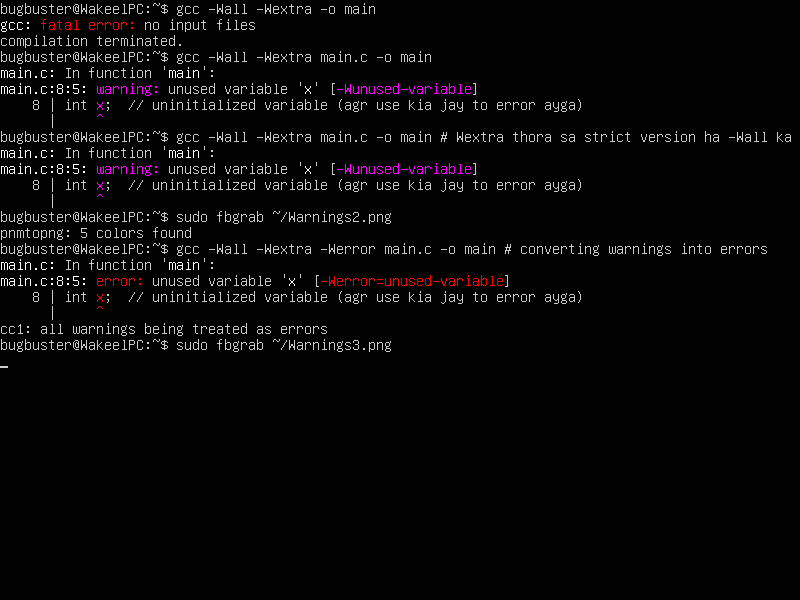 bugbuster@WakeelPC:~$ gcc -Wall -Wextra -o main
gcc: fatal error: no input files
compilation terminated.
bugbuster@WakeelPC:~$ gcc -Wall -Wextra main.c -o main
main.c: In function 'main':
main.c:8:5: warning: unused variable 'x' [-Wunused-variable]
    8 | int x;  // uninitialized variable (agr use kia jay to error ayga)
      |     ^
bugbuster@WakeelPC:~$ gcc -Wall -Wextra main.c -o main # Wextra thora sa strict version ha -Wall ka
main.c: In function 'main':
main.c:8:5: warning: unused variable 'x' [-Wunused-variable]
    8 | int x;  // uninitialized variable (agr use kia jay to error ayga)
      |     ^
bugbuster@WakeelPC:~$ sudo fbgrab ~/Warnings2.png
pnmtopng: 5 colors found
bugbuster@WakeelPC:~$ gcc -Wall -Wextra -Werror main.c -o main # converting warnings into errors
main.c: In function 'main':
main.c:8:5: error: unused variable 'x' [-Werror=unused-variable]
    8 | int x;  // uninitialized variable (agr use kia jay to error ayga)
      |     ^
cc1: all warnings being treated as errors
bugbuster@WakeelPC:~$ sudo fbgrab ~/Warnings3.png